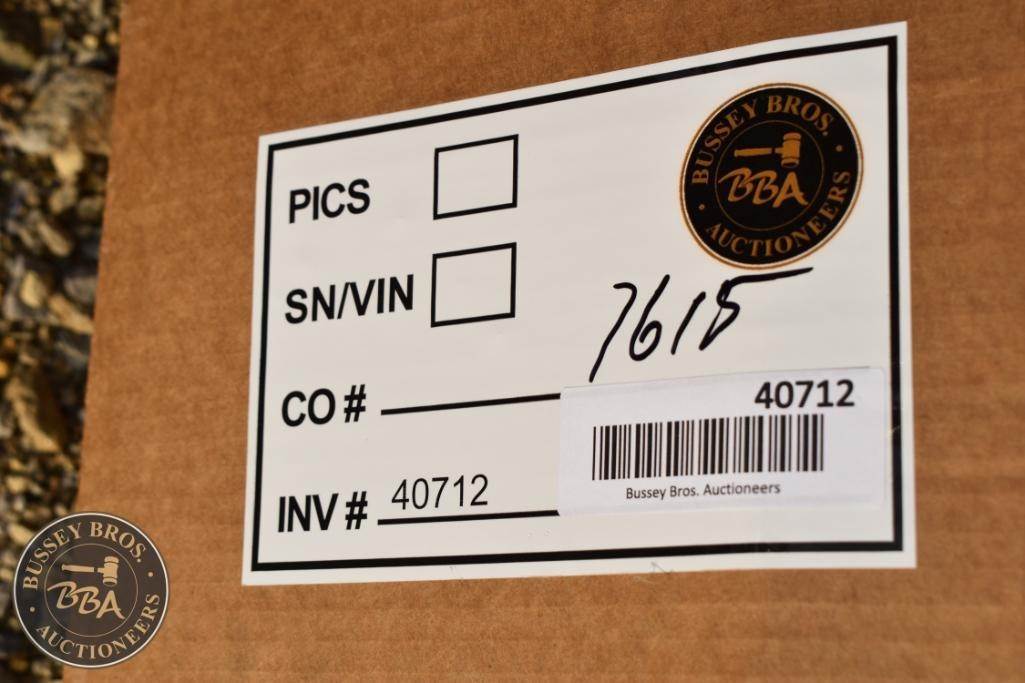 BUSSEY BROS.
BBA
AUCTIONEERS
PICS
SN/VIN
7615
CO #
40712
Bussey Bros. Auctioneers
INV # 40712
BUSSEY BROS.
BBA
AUCTIONEERS